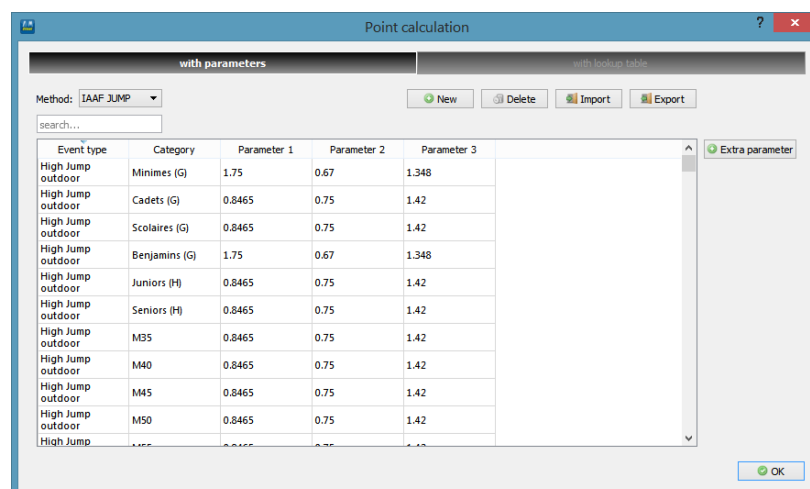 Point calculation
?
with parameters
with lookup table
Method: IAAF JUMP
New
Delete
Import
Export
search...
Event type Category Parameter 1 Parameter 2 Parameter 3
Extra parameter
High Jump
outdoor
Minimes (G) 1.75 0.67 1.348
High Jump
outdoor
Cadets (G) 0.8465 0.75 1.42
High Jump
outdoor
Scolaires (G) 0.8465 0.75 1.42
High Jump
outdoor
Benjamins (G) 1.75 0.67 1.348
High Jump
outdoor
Juniors (H) 0.8465 0.75 1.42
High Jump
outdoor
Seniors (H) 0.8465 0.75 1.42
High Jump
outdoor
M35 0.8465 0.75 1.42
High Jump
outdoor
M40 0.8465 0.75 1.42
High Jump
outdoor
M45 0.8465 0.75 1.42
High Jump
outdoor
M50 0.8465 0.75 1.42
High Jump
OK